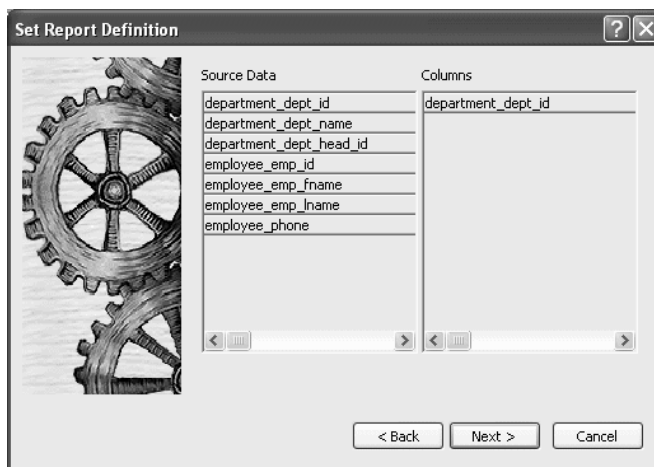 Set Report Definition
Source Data
department_dept_id
department_dept_name
department_dept_head_id
employee_emp_id
employee_emp_fname
employee_emp_lname
employee_phone
Columns
department_dept_id
< Back
Next >
Cancel